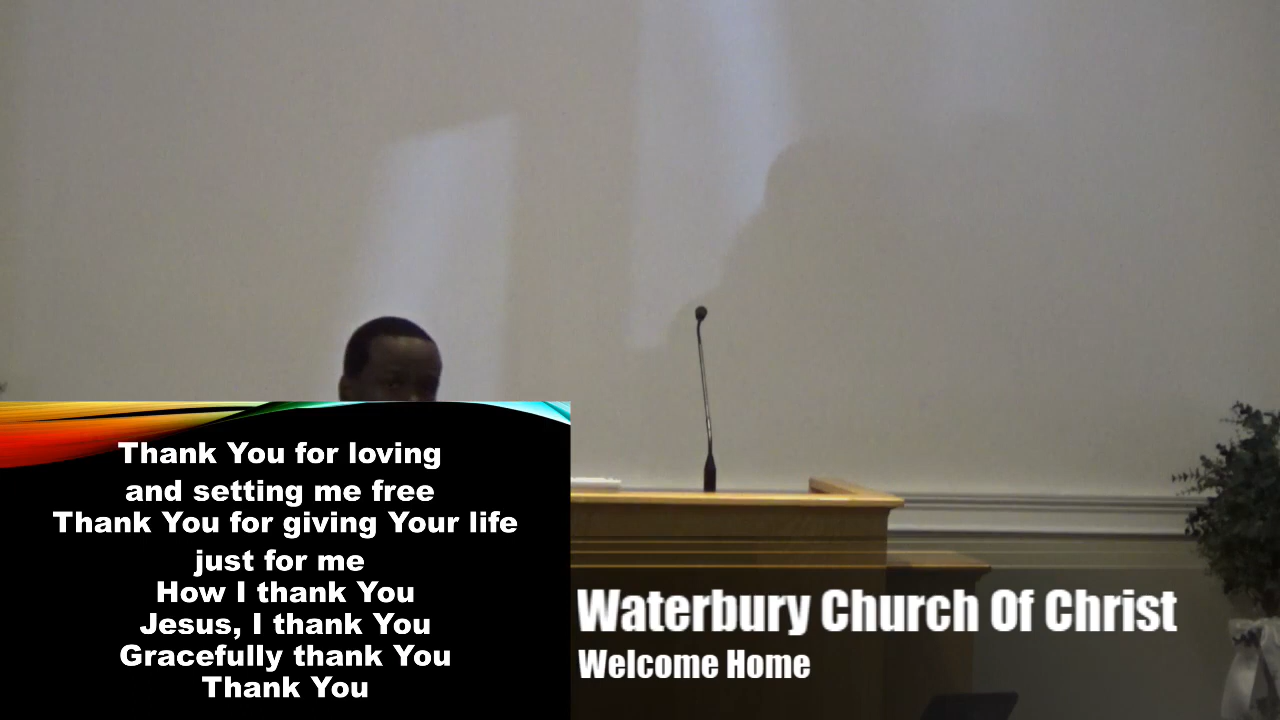 Thank You for loving
and setting me free
Thank You for giving Your life
just for me
How I thank You
Jesus, I thank You
Gracefully thank You
Thank You
Waterbury Church Of Christ
Welcome Home